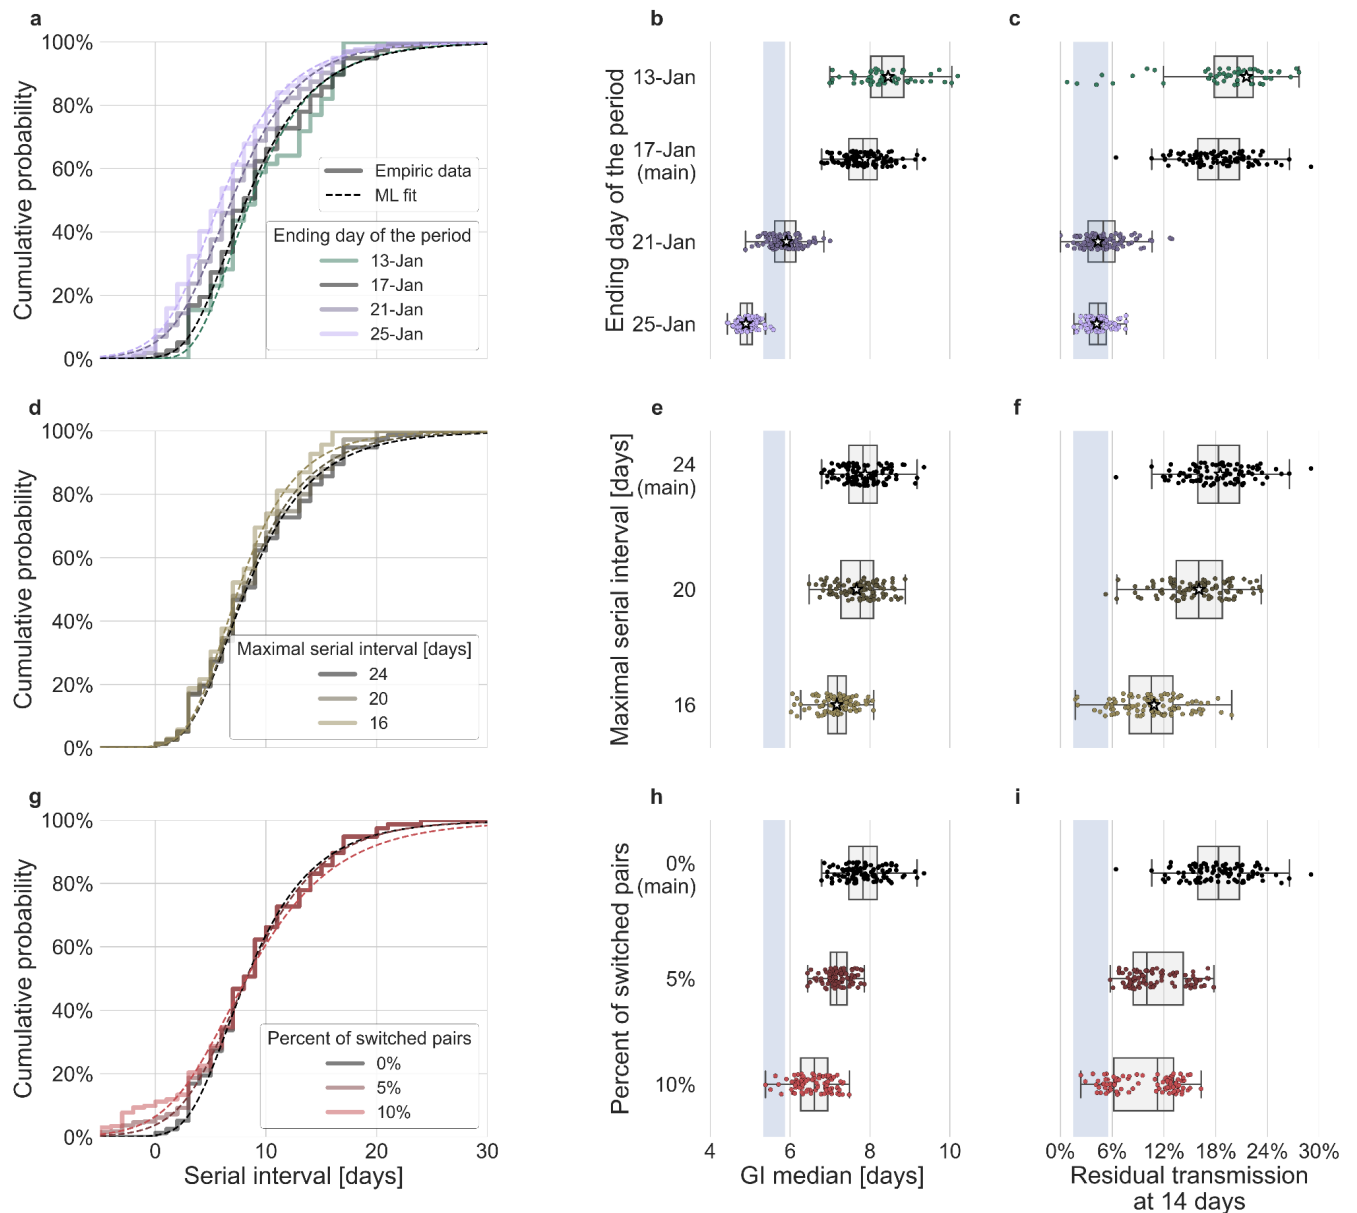 a
b
c
100%
80%
60%
40%
20%
0%
Cumulative probability
Empiric data
ML fit
Ending day of the period
13-Jan
17-Jan
21-Jan
25-Jan
Ending day of the period
13-Jan
17-Jan
(main)
21-Jan
25-Jan
d
e
f
100%
80%
60%
40%
20%
0%
Cumulative probability
Maximal serial interval [days]
24
20
16
Maximal serial interval [days]
24
(main)
20
16
g
h
i
100%
80%
60%
40%
20%
0%
Cumulative probability
Percent of switched pairs
0%
5%
10%
0
10
20
30
Serial interval [days]
Percent of switched pairs
0%
(main)
5%
10%
4
6
8
10
GI median [days]
0%
6%
12%
18%
24%
30%
Residual transmission
at 14 days